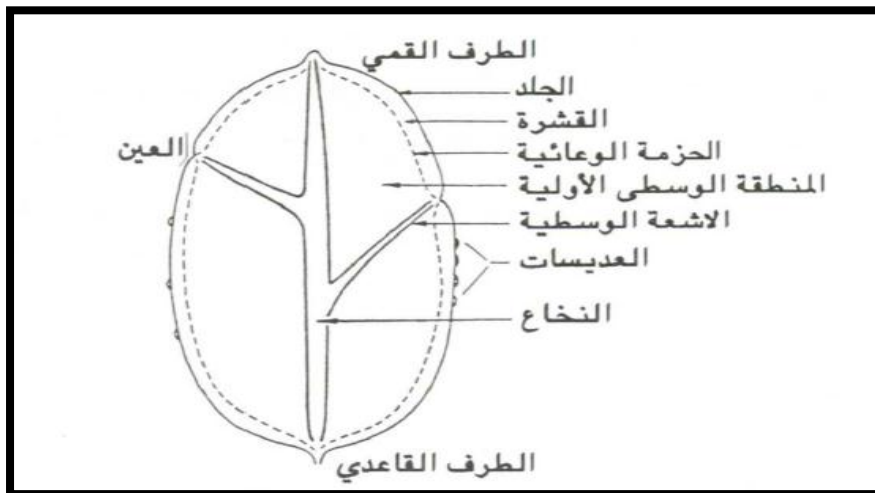 الطرف القمي
الجلد
القشرة
العين
الحزمة الوعائية
المنطقة الوسطى الأولية
الاشعة الوسطية
العديسات
النخاع
الطرف القاعدي